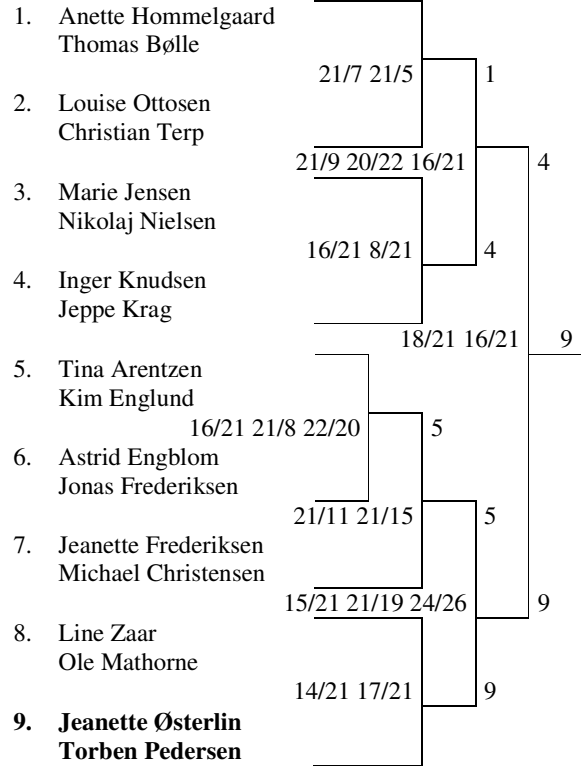 1. Anette Hommelgaard
Thomas Bølle
21/7 21/5
1
2. Louise Ottosen
Christian Terp
21/9 20/22 16/21
4
3. Marie Jensen
Nikolaj Nielsen
16/21 8/21
4
4. Inger Knudsen
Jeppe Krag
18/21 16/21
9
5. Tina Arentzen
Kim Englund
16/21 21/8 22/20
5
6. Astrid Engblom
Jonas Frederiksen
21/11 21/15
5
7. Jeanette Frederiksen
Michael Christensen
15/21 21/19 24/26
9
8. Line Zaar
Ole Mathorne
14/21 17/21
9
9. Jeanette Østerlin
Torben Pedersen